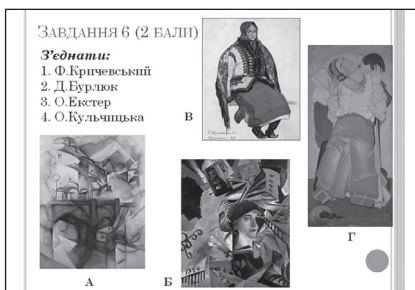 ЗАВДАННЯ 6 (2 БАЛИ)
З'єднати:
1. Ф.Кричевський
2. Д.Бурлюк
3. О.Екстер
4. О.Кульчицька
В
Г
А
Б